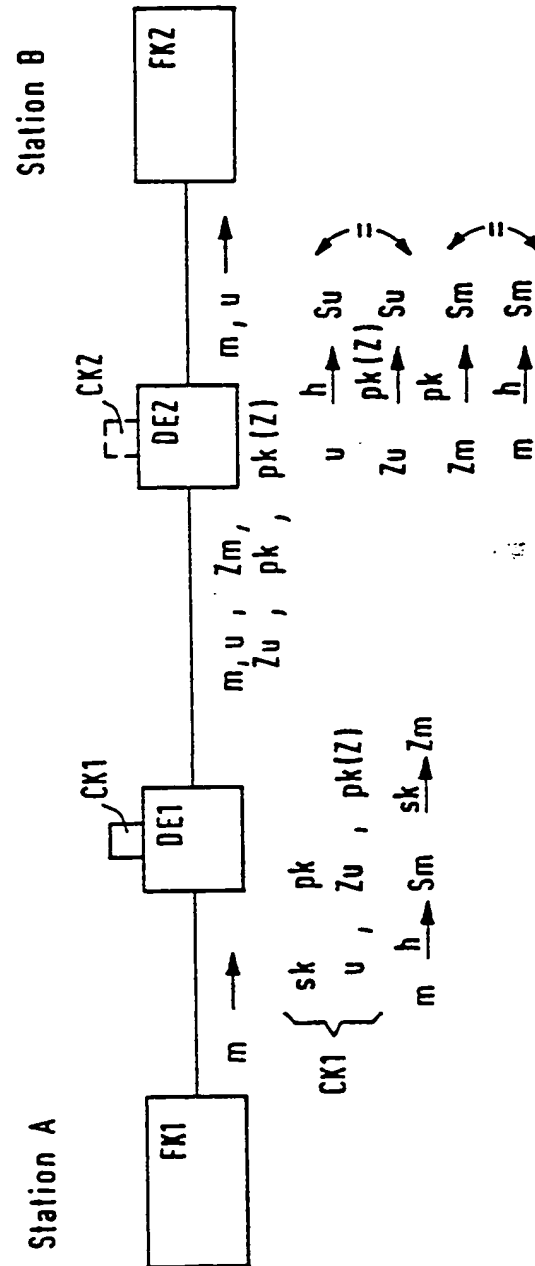 Station A
Station B
FK1
m
CK1
DE1
m, u , Zm,
Zu , pk ,
CK2
DE2
pk(Z)
m, u
FK2
CK1
sk pk
u , Zu , pk(Z)
m h Sm sk Zm
u h Su
Zu pk(Z) Su
=
Zm pk Sm
m h Sm
=